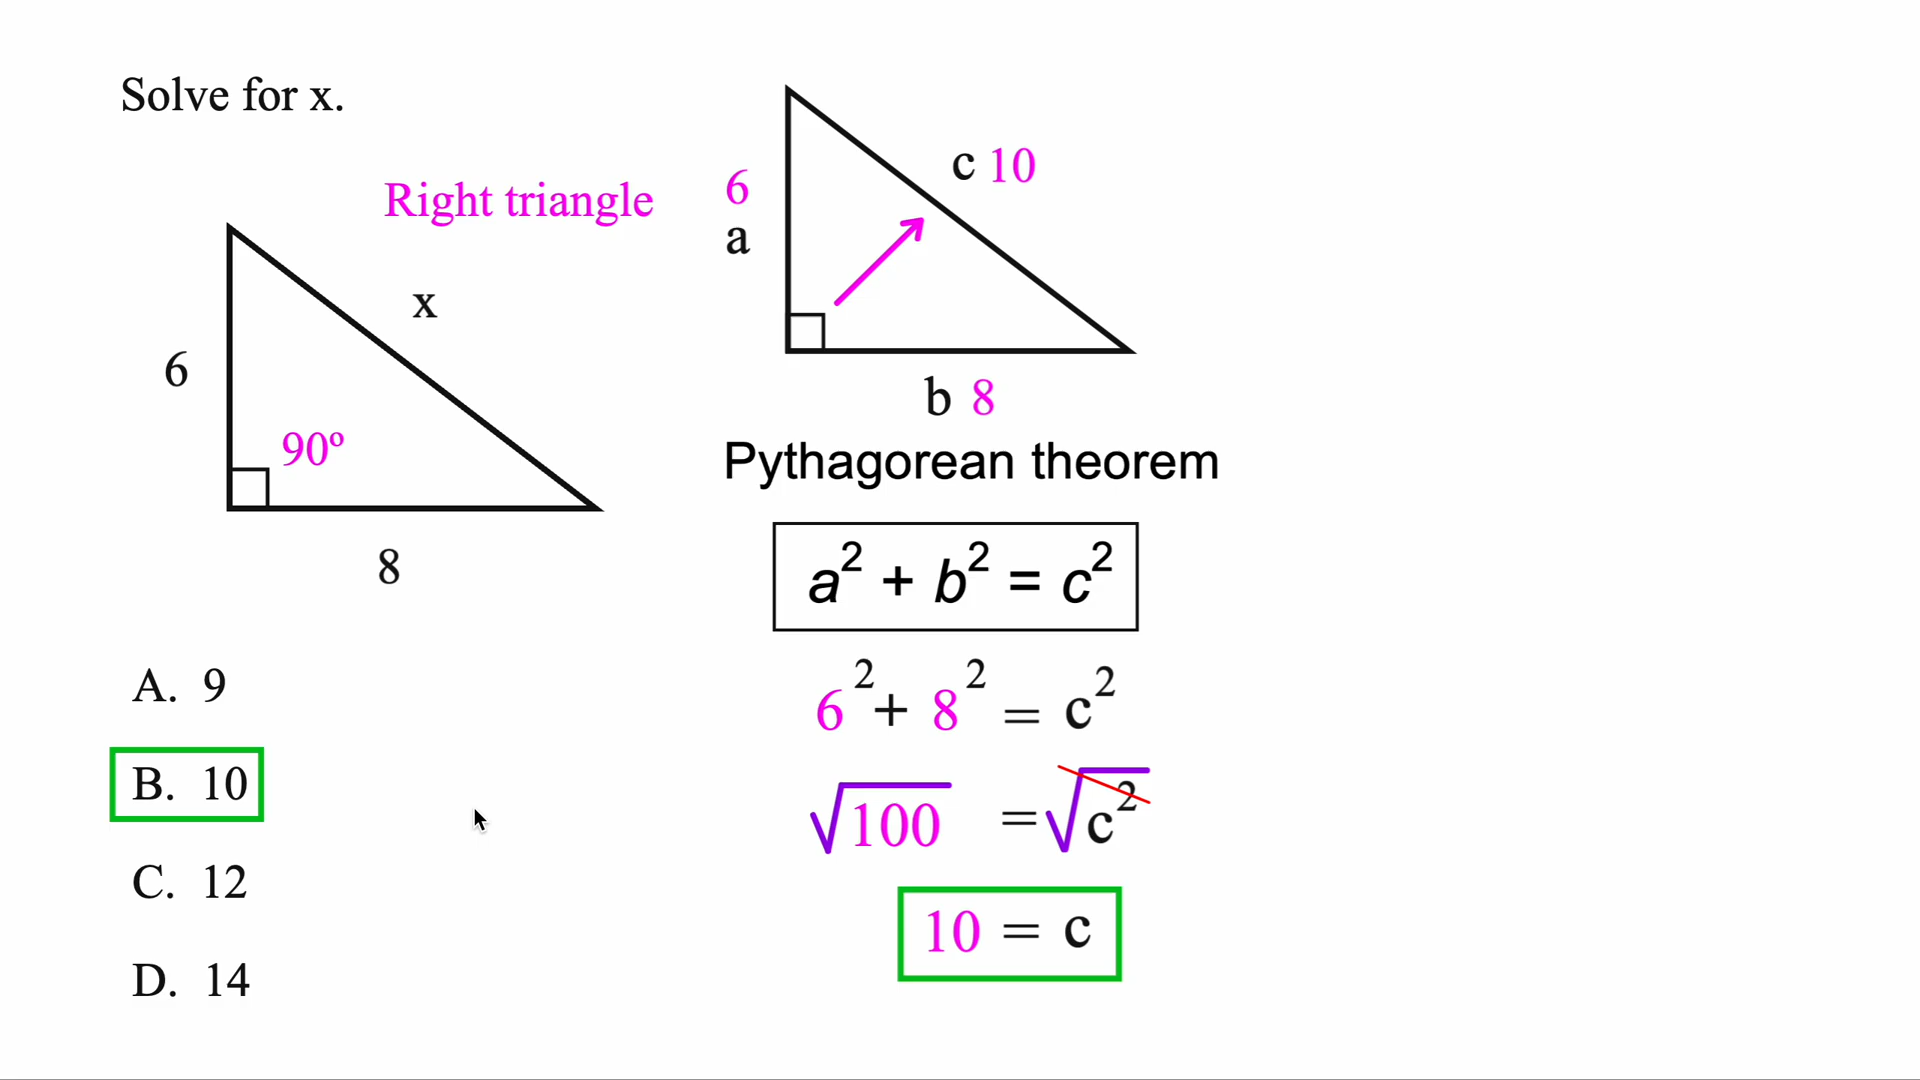 Solve for x.
Right triangle
x
6
90º
8
A. 9
B. 10
C. 12
D. 14
c 10
6
a
b 8
Pythagorean theorem
a² + b² = c²
6² + 8² = c²
√100 = √c²
10 = c